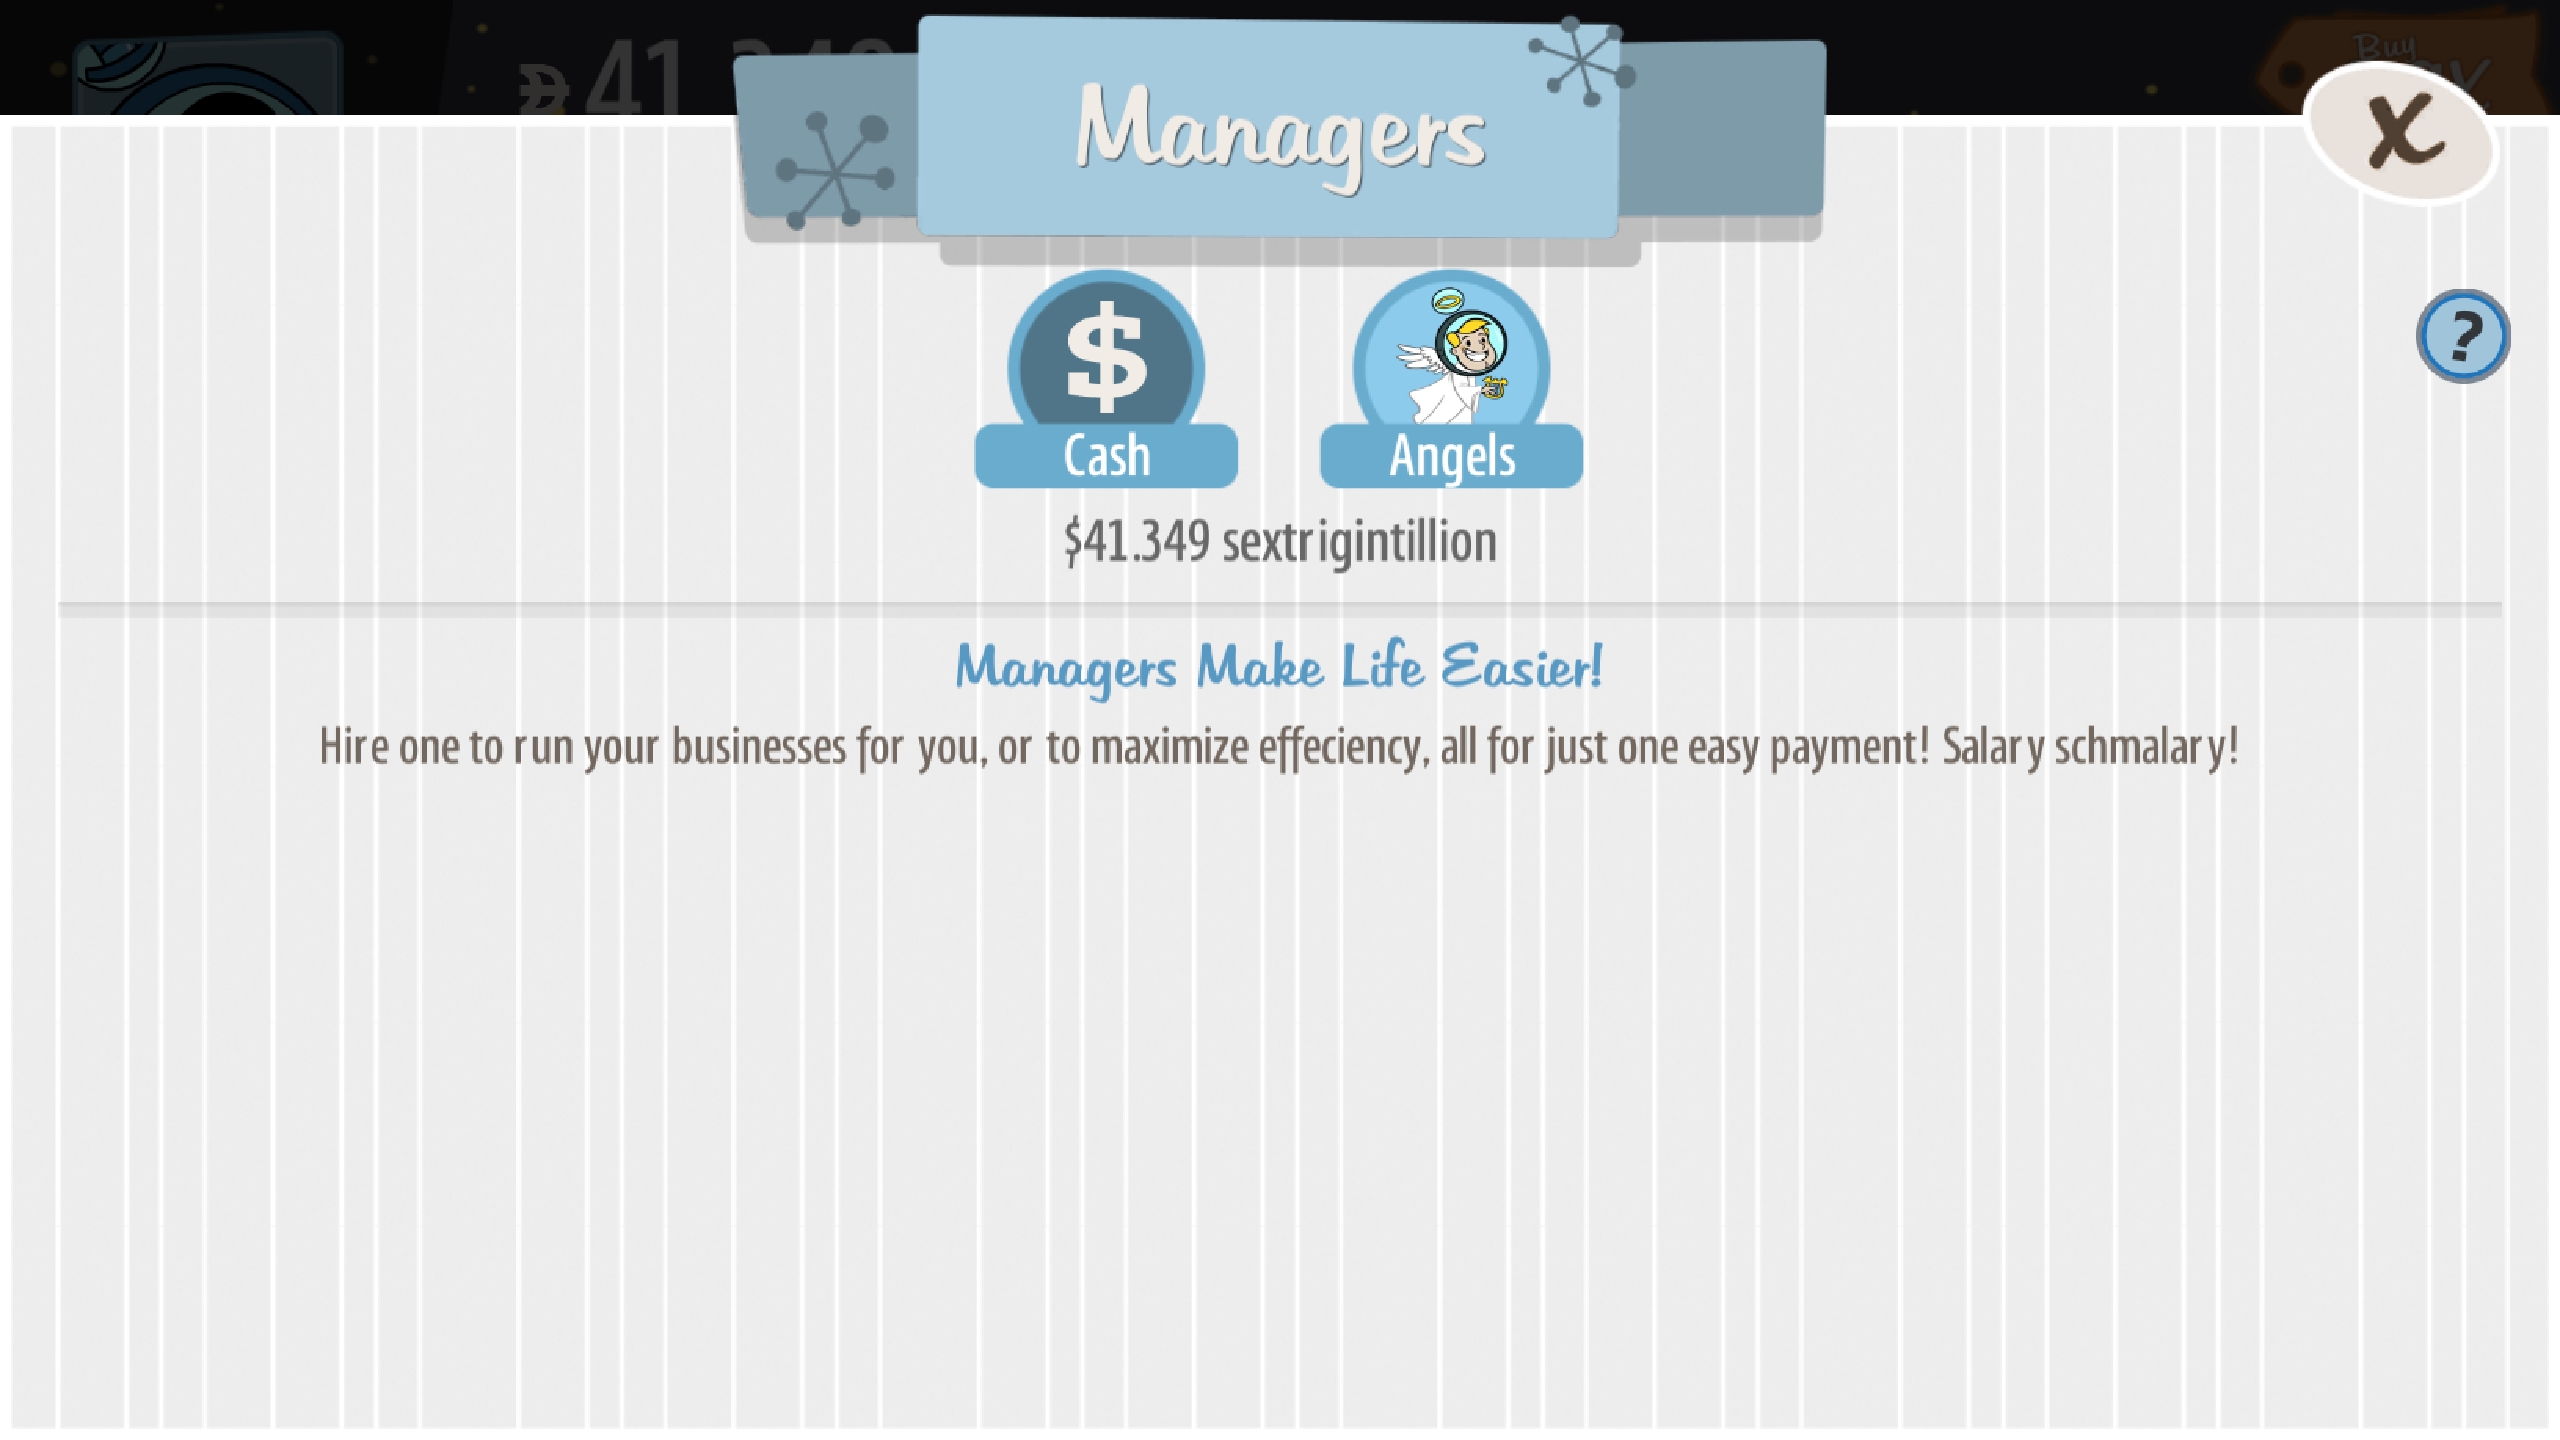 Buy
41
Managers
X
$
?
Cash
Angels
$41.349 sextrigintillion
Managers Make Life Easier!
Hire one to run your businesses for you, or to maximize effeciency, all for just one easy payment! Salary schmalary!